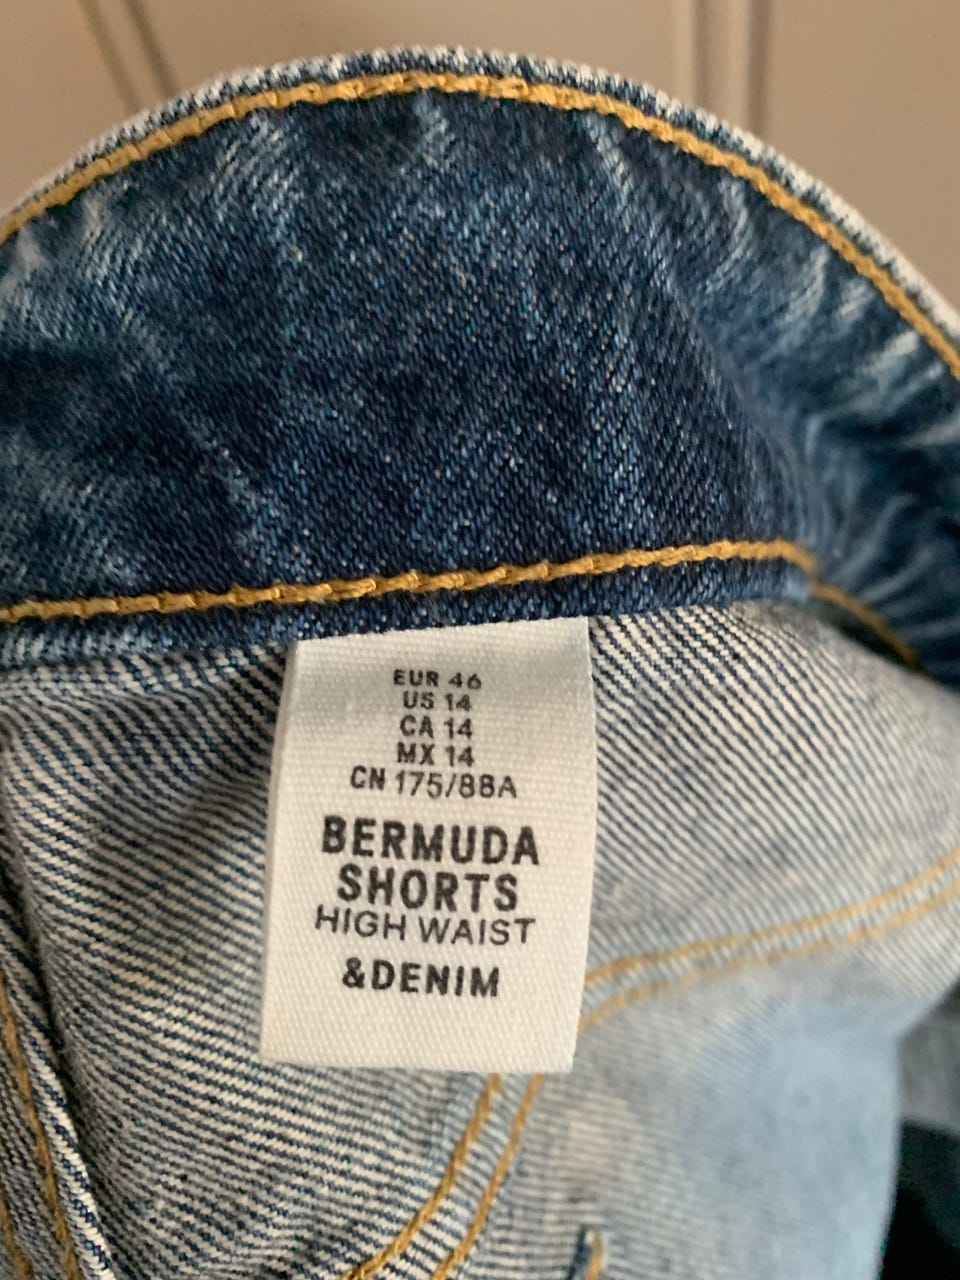 EUR 46
US 14
CA 14
MX 14
CN 175/88A
BERMUDA
SHORTS
HIGH WAIST
&DENIM